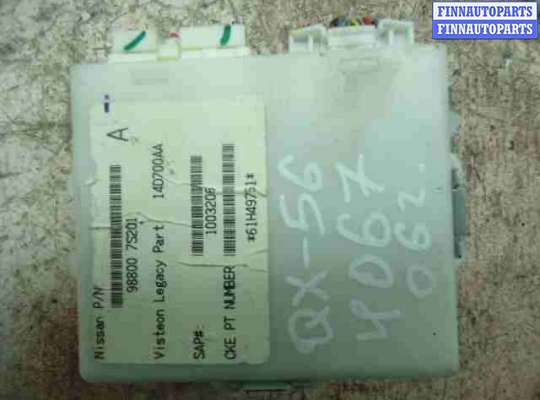 FINNAUTOPARTS
FINNAUTOPARTS
A
Nissan P/N
98800 7S201
Visteon Legacy Part 14D700AA
SAP#:
1003206
CKE PT NUMBER
*61H49751*
QX-56
4067
062.